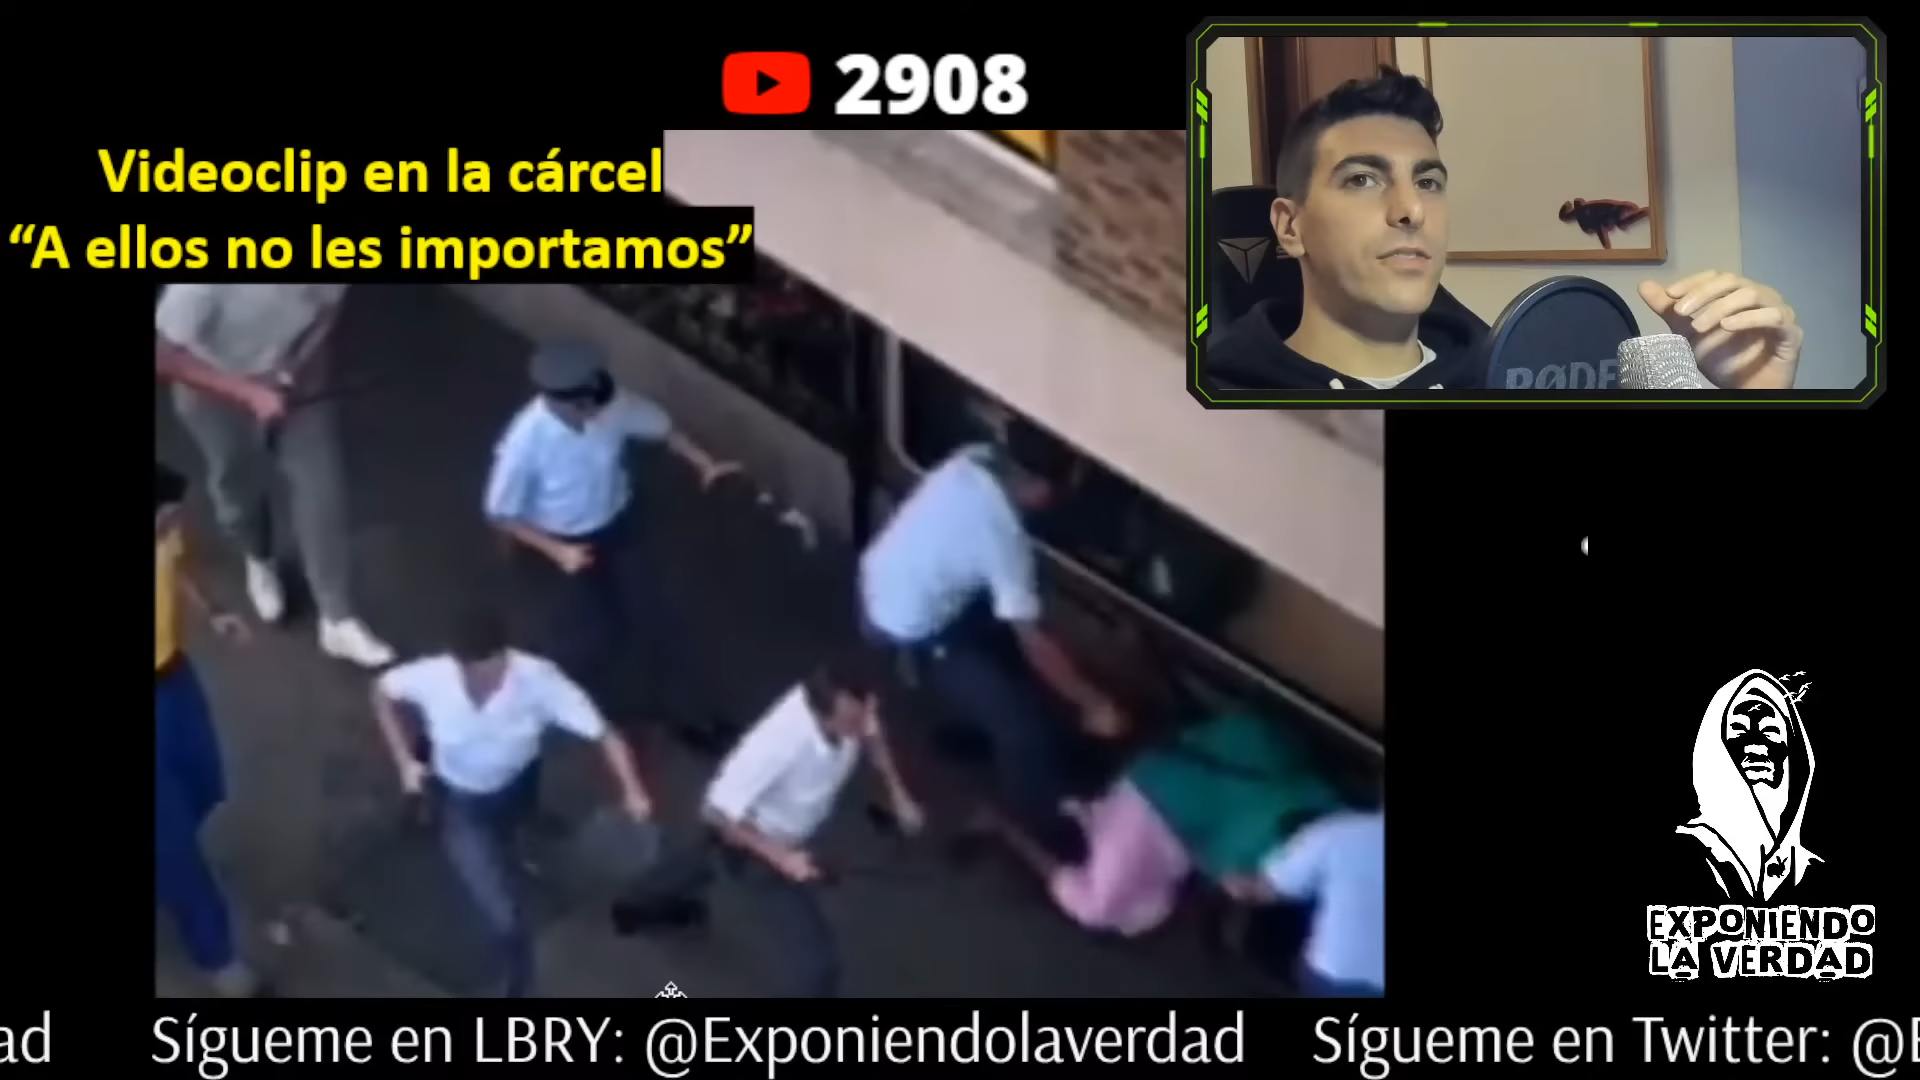 2908
Videoclip en la cárcel
“A ellos no les importamos”
RØDE
EXPONIENDO
LA VERDAD
ad Sígueme en LBRY: @Exponiendolaverdad Sígueme en Twitter: @E